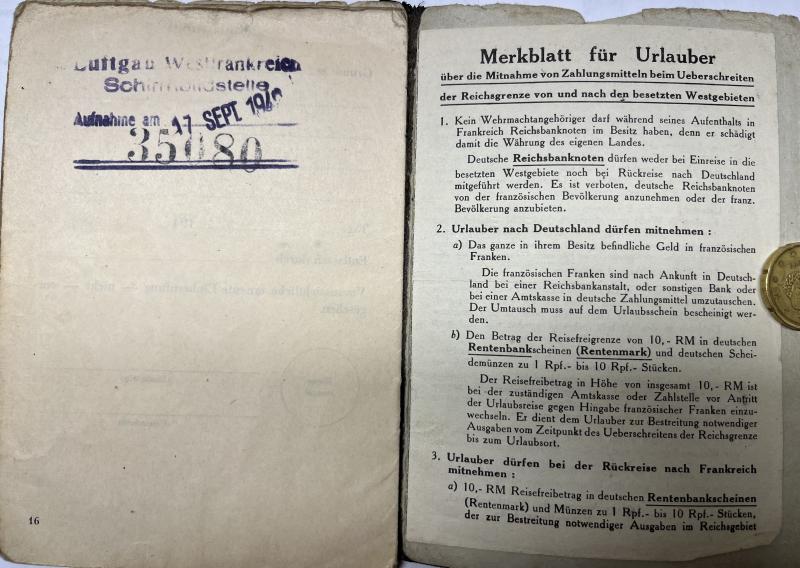 Luftgau Westfrankreich
Schirrmeldstelle
Aufnahme am 17 SEPT 1940
35080
16
Merkblatt für Urlauber
über die Mitnahme von Zahlungsmitteln beim Ueberschreiten
der Reichsgrenze von und nach den besetzten Westgebieten
1. Kein Wehrmachtangehöriger darf während seines Aufenthalts in
Frankreich Reichsbanknoten im Besitz haben, denn er schädigt
damit die Währung des eigenen Landes.
Deutsche Reichsbanknoten dürfen weder bei Einreise in die
besetzten Westgebiete noch bei Rückreise nach Deutschland
mitgeführt werden. Es ist verboten, deutsche Reichsbanknoten
von der französischen Bevölkerung anzunehmen oder der franz.
Bevölkerung anzubieten.
2. Urlauber nach Deutschland dürfen mitnehmen :
a) Das ganze in ihrem Besitz befindliche Geld in französischen
Franken.
Die französischen Franken sind nach Ankunft in Deutsch-
land bei einer Reichsbankanstalt, oder sonstigen Bank oder
bei einer Amtskasse in deutsche Zahlungsmittel umzutauschen.
Der Umtausch muss auf dem Urlaubsschein bescheinigt wer-
den.
b) Den Betrag der Reisefreigrenze von 10,- RM in deutschen
Rentenbankscheinen (Rentenmark) und deutschen Schei-
demünzen zu 1 Rpf.- bis 10 Rpf.- Stücken.
Der Reisefreibetrag in Höhe von insgesamt 10,- RM ist
bei der zuständigen Amtskasse oder Zahlstelle vor Antritt
der Urlaubsreise gegen Hingabe französischer Franken einzu-
wechseln. Er dient dem Urlauber zur Bestreitung notwendiger
Ausgaben vom Zeitpunkt des Ueberschreitens der Reichsgrenze
bis zum Urlaubsort.
3. Urlauber dürfen bei der Rückreise nach Frankreich
mitnehmen :
a) 10,- RM Reisefreibetrag in deutschen Rentenbankscheinen
(Rentenmark) und Münzen zu 1 Rpf.- bis 10 Rpf.- Stücken,
der zur Bestreitung notwendiger Ausgaben im Reichsgebiet